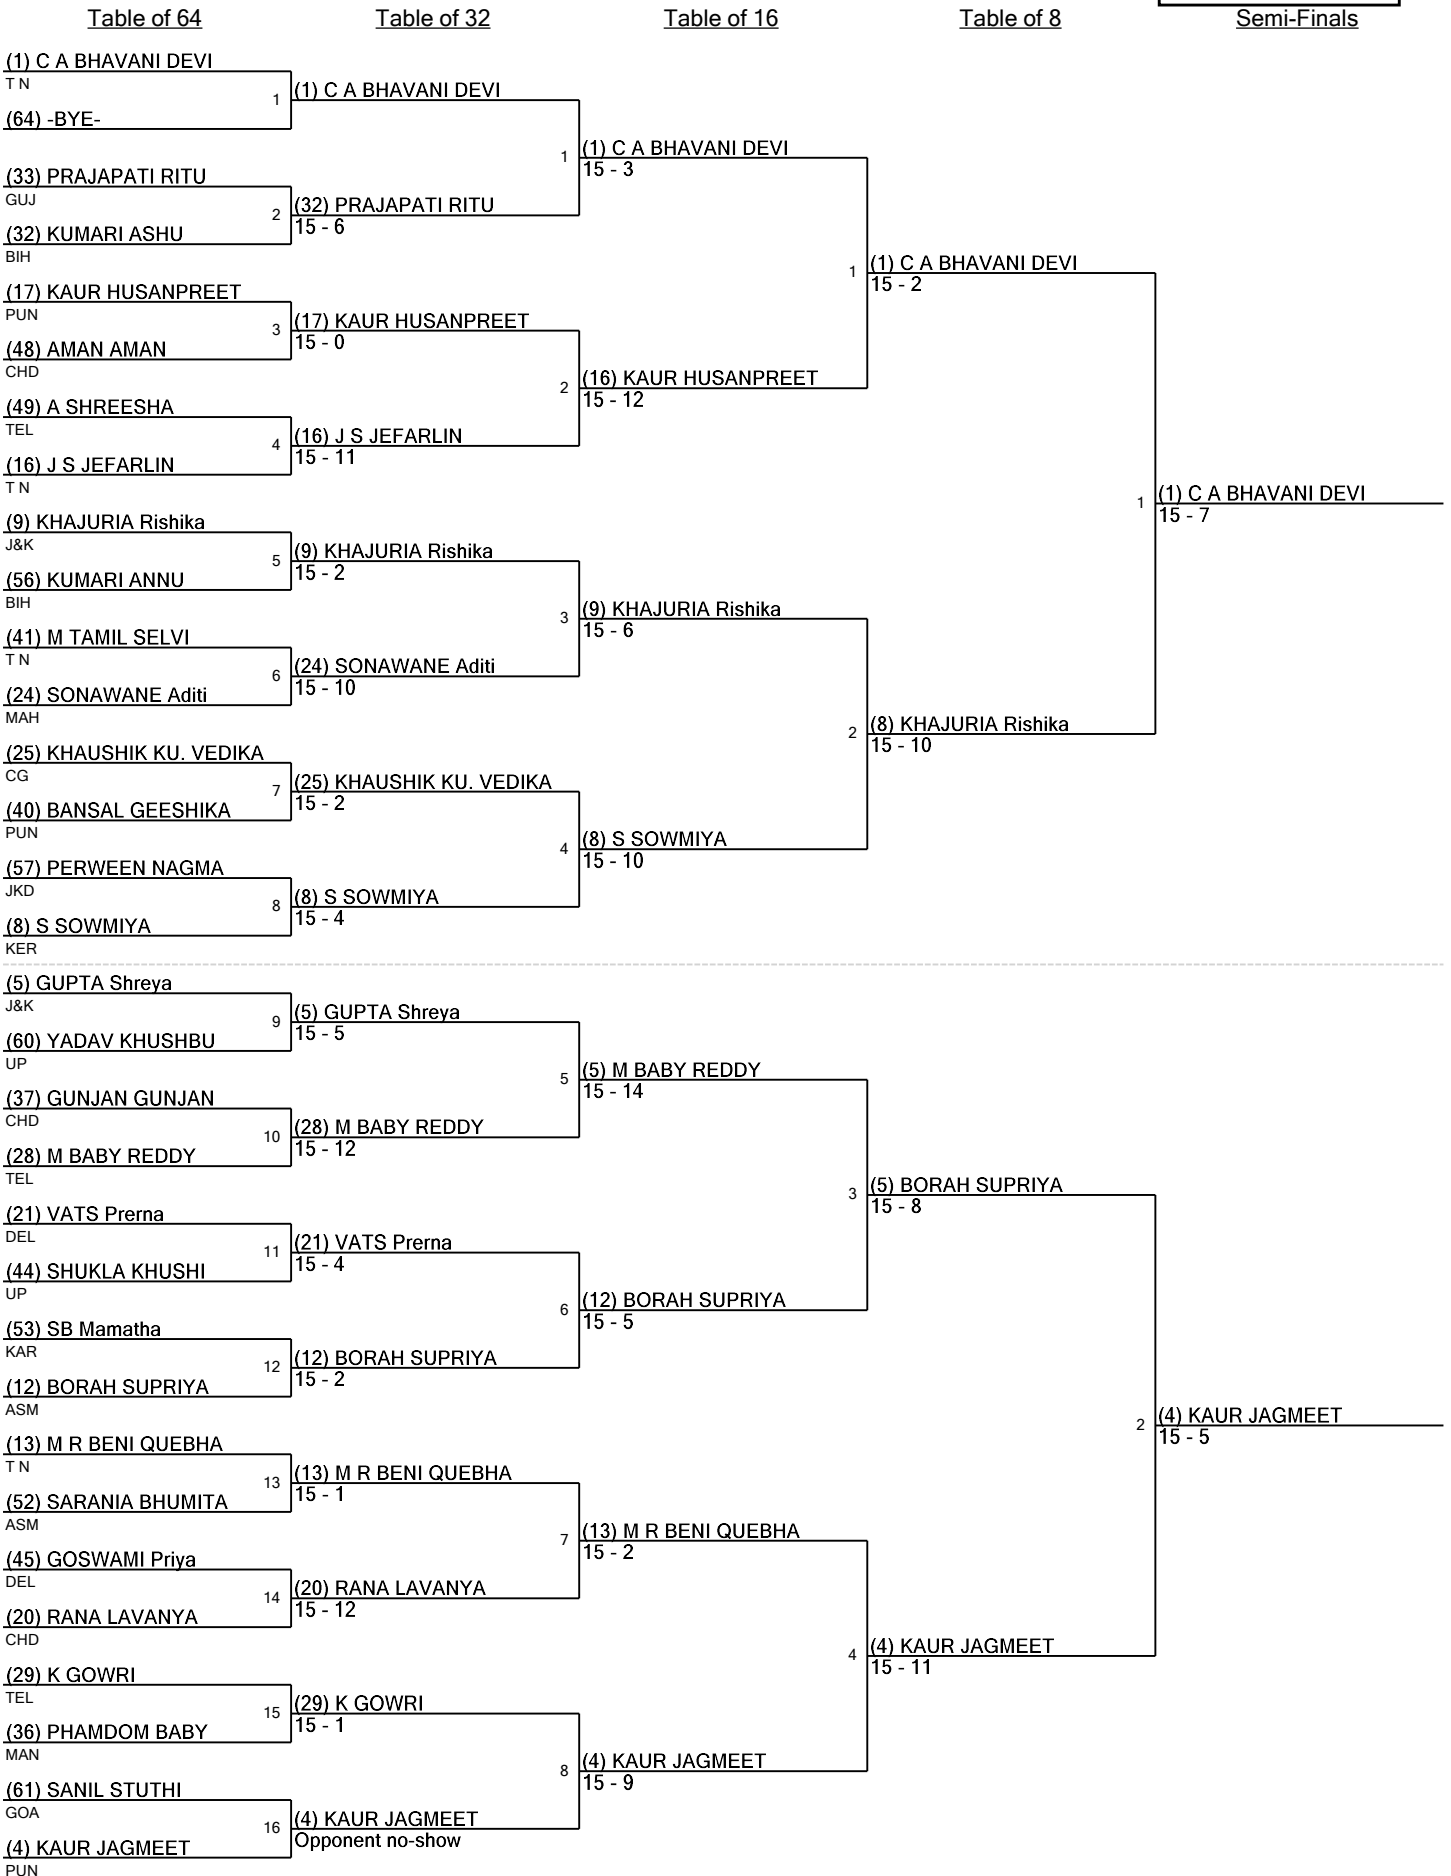 Table of 64
Table of 32
Table of 16
Table of 8
Semi-Finals
(1) C A BHAVANI DEVI
T N
1
(64) -BYE-
(33) PRAJAPATI RITU
GUJ
2
(32) KUMARI ASHU
BIH
(17) KAUR HUSANPREET
PUN
3
(48) AMAN AMAN
CHD
(49) A SHREESHA
TEL
4
(16) J S JEFARLIN
T N
(9) KHAJURIA Rishika
J&K
5
(56) KUMARI ANNU
BIH
(41) M TAMIL SELVI
T N
6
(24) SONAWANE Aditi
MAH
(25) KHAUSHIK KU. VEDIKA
CG
7
(40) BANSAL GEESHIKA
PUN
(57) PERWEEN NAGMA
JKD
8
(8) S SOWMIYA
KER
(5) GUPTA Shreya
J&K
9
(60) YADAV KHUSHBU
UP
(37) GUNJAN GUNJAN
CHD
10
(28) M BABY REDDY
TEL
(21) VATS Prerna
DEL
11
(44) SHUKLA KHUSHI
UP
(53) SB Mamatha
KAR
12
(12) BORAH SUPRIYA
ASM
(13) M R BENI QUEBHA
T N
13
(52) SARANIA BHUMITA
ASM
(45) GOSWAMI Priya
DEL
14
(20) RANA LAVANYA
CHD
(29) K GOWRI
TEL
15
(36) PHAMDOM BABY
MAN
(61) SANIL STUTHI
GOA
16
(4) KAUR JAGMEET
PUN
(1) C A BHAVANI DEVI
1
(32) PRAJAPATI RITU
15 - 6
(17) KAUR HUSANPREET
15 - 0
2
(16) J S JEFARLIN
15 - 11
(9) KHAJURIA Rishika
15 - 2
3
(24) SONAWANE Aditi
15 - 10
(25) KHAUSHIK KU. VEDIKA
15 - 2
4
(8) S SOWMIYA
15 - 4
(5) GUPTA Shreya
15 - 5
5
(28) M BABY REDDY
15 - 12
(21) VATS Prerna
15 - 4
6
(12) BORAH SUPRIYA
15 - 2
(13) M R BENI QUEBHA
15 - 1
7
(20) RANA LAVANYA
15 - 12
(29) K GOWRI
15 - 1
8
(4) KAUR JAGMEET
Opponent no-show
(1) C A BHAVANI DEVI
15 - 3
1
(16) KAUR HUSANPREET
15 - 12
(9) KHAJURIA Rishika
15 - 6
2
(8) S SOWMIYA
15 - 10
(5) M BABY REDDY
15 - 14
3
(12) BORAH SUPRIYA
15 - 5
(13) M R BENI QUEBHA
15 - 2
4
(4) KAUR JAGMEET
15 - 9
(1) C A BHAVANI DEVI
15 - 2
1
(8) KHAJURIA Rishika
15 - 10
(5) BORAH SUPRIYA
15 - 8
2
(4) KAUR JAGMEET
15 - 11
(1) C A BHAVANI DEVI
15 - 7
(4) KAUR JAGMEET
15 - 5